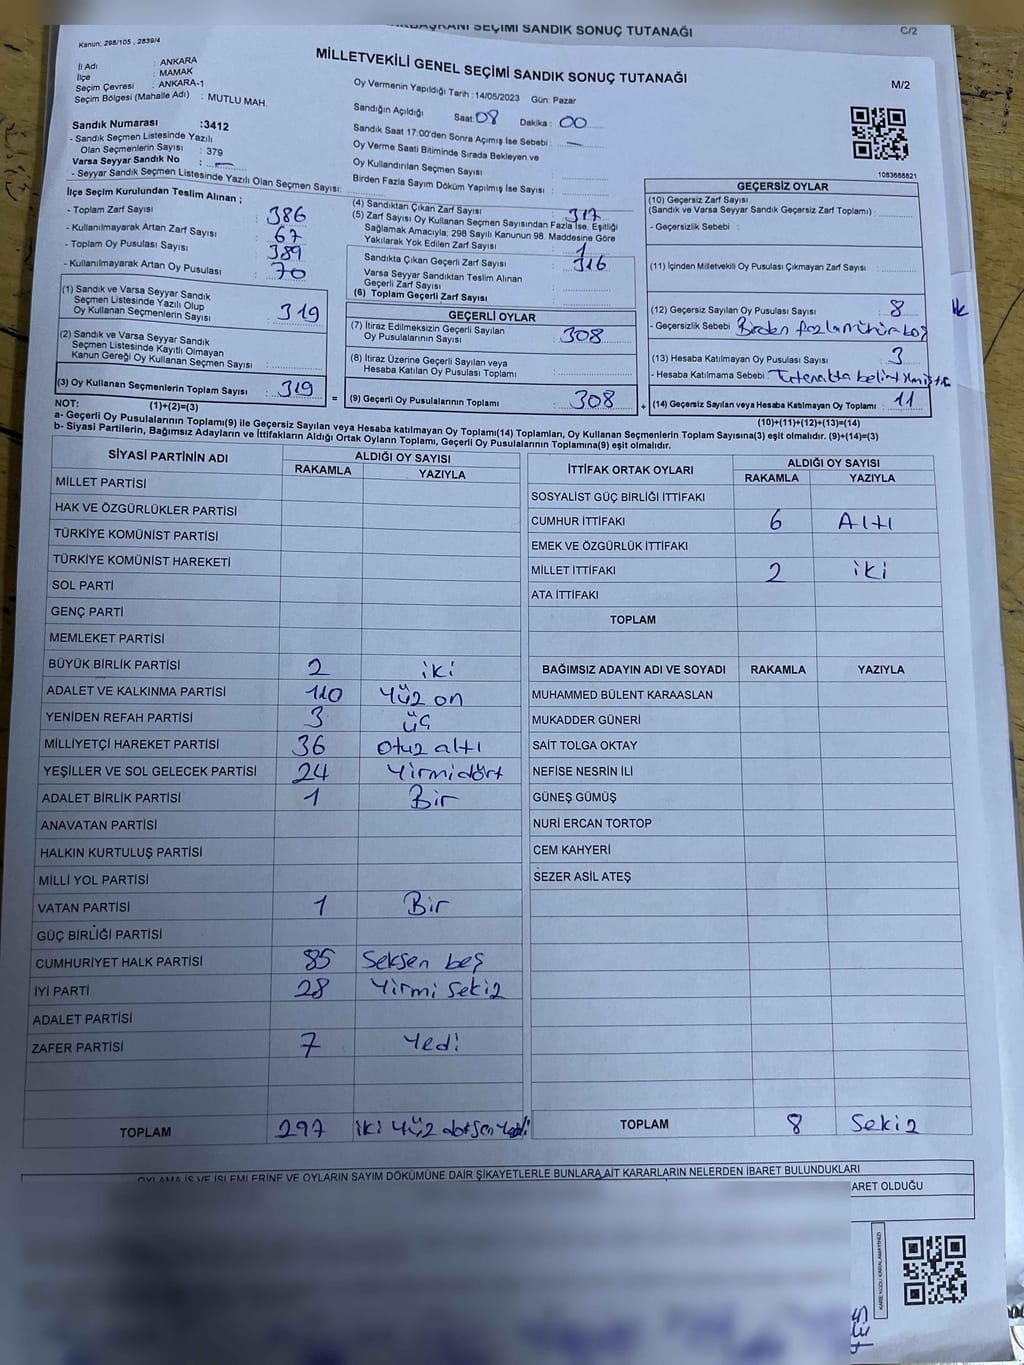 BAŞKANI SEÇİMİ SANDIK SONUÇ TUTANAĞI
C/2
Kanun: 298/105 , 2839/4
MİLLETVEKİLİ GENEL SEÇİMİ SANDIK SONUÇ TUTANAĞI
M/2
İl Adı : ANKARA
İlçe : MAMAK
Seçim Çevresi : ANKARA-1
Seçim Bölgesi (Mahalle Adı) : MUTLU MAH.
Oy Vermenin Yapıldığı Tarih : 14/05/2023 Gün: Pazar
Sandığın Açıldığı Saat: 08 Dakika : 00
Sandık Saat 17:00'den Sonra Açımış İse Sebebi : —
Oy Verme Saati Bitiminde Sırada Bekleyen ve
Oy Kullandırılan Seçmen Sayısı :
Birden Fazla Sayım Döküm Yapılmış İse Sayısı :
Sandık Numarası :3412
- Sandık Seçmen Listesinde Yazılı
Olan Seçmenlerin Sayısı : 379
Varsa Seyyar Sandık No : —
- Seyyar Sandık Seçmen Listesinde Yazılı Olan Seçmen Sayısı:
1083688821
İlçe Seçim Kurulundan Teslim Alınan ;
- Toplam Zarf Sayısı : 386
- Kullanılmayarak Artan Zarf Sayısı : 67
- Toplam Oy Pusulası Sayısı : 389
- Kullanılmayarak Artan Oy Pusulası : 70
(1) Sandık ve Varsa Seyyar Sandık
Seçmen Listesinde Yazılı Olup
Oy Kullanan Seçmenlerin Sayısı : 319
(2) Sandık ve Varsa Seyyar Sandık
Seçmen Listesinde Kayıtlı Olmayan
Kanun Gereği Oy Kullanan Seçmen Sayısı :
(3) Oy Kullanan Seçmenlerin Toplam Sayısı : 319
(4) Sandıktan Çıkan Zarf Sayısı : 317
(5) Zarf Sayısı Oy Kullanan Seçmen Sayısından Fazla İse, Eşitliği
Sağlamak Amacıyla; 298 Sayılı Kanunun 98. Maddesine Göre
Yakılarak Yok Edilen Zarf Sayısı : 1
Sandıkta Çıkan Geçerli Zarf Sayısı : 316
Varsa Seyyar Sandıktan Teslim Alınan
Geçerli Zarf Sayısı :
(6) Toplam Geçerli Zarf Sayısı :
GEÇERLİ OYLAR
(7) İtiraz Edilmeksizin Geçerli Sayılan
Oy Pusulalarının Sayısı : 308
(8) İtiraz Üzerine Geçerli Sayılan veya
Hesaba Katılan Oy Pusulası Toplamı :
= (9) Geçerli Oy Pusulalarının Toplamı : 308
GEÇERSİZ OYLAR
(10) Geçersiz Zarf Sayısı
(Sandık ve Varsa Seyyar Sandık Geçersiz Zarf Toplamı) :
- Geçersizlik Sebebi :
(11) İçinden Milletvekili Oy Pusulası Çıkmayan Zarf Sayısı :
(12) Geçersiz Sayılan Oy Pusulası Sayısı : 8
- Geçersizlik Sebebi : Birden fazla mühür boş
(13) Hesaba Katılmayan Oy Pusulası Sayısı : 3
- Hesaba Katılmama Sebebi : Tutanakta belirtilmiştir
+ (14) Geçersiz Sayılan veya Hesaba Katılmayan Oy Toplamı : 11
NOT: (1)+(2)=(3)
(10)+(11)+(12)+(13)=(14)
a- Geçerli Oy Pusulalarının Toplamı(9) ile Geçersiz Sayılan veya Hesaba katılmayan Oy Toplamı(14) Toplamları, Oy Kullanan Seçmenlerin Toplam Sayısına(3) eşit olmalıdır. (9)+(14)=(3)
b- Siyasi Partilerin, Bağımsız Adayların ve İttifakların Aldığı Ortak Oyların Toplamı, Geçerli Oy Pusulalarının Toplamına(9) eşit olmalıdır.
SİYASİ PARTİNİN ADI ALDIĞI OY SAYISI
RAKAMLA YAZIYLA
MİLLET PARTİSİ
HAK VE ÖZGÜRLÜKLER PARTİSİ
TÜRKİYE KOMÜNİST PARTİSİ
TÜRKİYE KOMÜNİST HAREKETİ
SOL PARTİ
GENÇ PARTİ
MEMLEKET PARTİSİ
BÜYÜK BİRLİK PARTİSİ 2 iki
ADALET VE KALKINMA PARTİSİ 110 Yüz on
YENİDEN REFAH PARTİSİ 3 üç
MİLLİYETÇİ HAREKET PARTİSİ 36 otuz altı
YEŞİLLER VE SOL GELECEK PARTİSİ 24 Yirmidört
ADALET BİRLİK PARTİSİ 1 Bir
ANAVATAN PARTİSİ
HALKIN KURTULUŞ PARTİSİ
MİLLİ YOL PARTİSİ
VATAN PARTİSİ 1 Bir
GÜÇ BİRLİĞİ PARTİSİ
CUMHURİYET HALK PARTİSİ 85 Seksen beş
İYİ PARTİ 28 Yirmi sekiz
ADALET PARTİSİ
ZAFER PARTİSİ 7 Yedi
TOPLAM 297 iki yüz
İTTİFAK ORTAK OYLARI ALDIĞI OY SAYISI
RAKAMLA YAZIYLA
SOSYALİST GÜÇ BİRLİĞİ İTTİFAKI
CUMHUR İTTİFAKI 6 Altı
EMEK VE ÖZGÜRLÜK İTTİFAKI
MİLLET İTTİFAKI 2 iki
ATA İTTİFAKI
TOPLAM
BAĞIMSIZ ADAYIN ADI VE SOYADI RAKAMLA YAZIYLA
MUHAMMED BÜLENT KARAASLAN
MUKADDER GÜNERİ
SAİT TOLGA OKTAY
NEFİSE NESRİN İLİ
GÜNEŞ GÜMÜŞ
NURİ ERCAN TORTOP
CEM KAHYERİ
SEZER ASİL ATEŞ
TOPLAM 8 Sekiz
OYLAMA İŞ VE İŞLEMLERİNE VE OYLARIN SAYIM DÖKÜMÜNE DAİR ŞİKAYETLERLE BUNLARA AİT KARARLARIN NELERDEN İBARET BULUNDUKLARI
ARET OLDUĞU